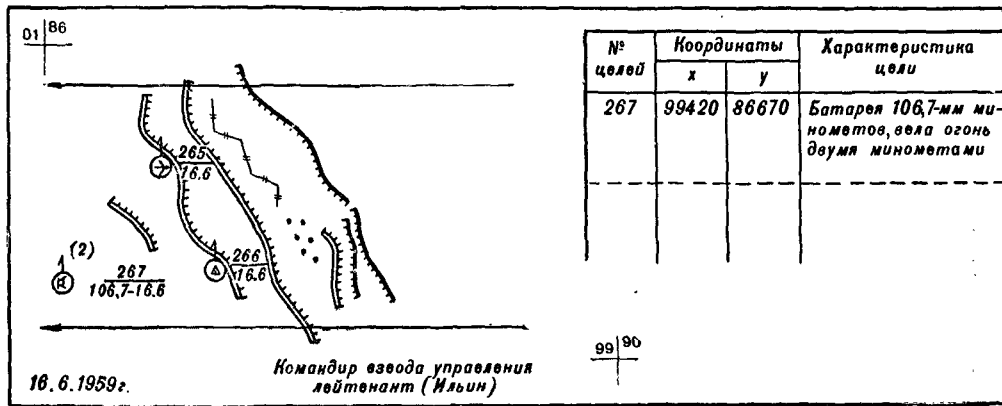 01 86
265
16.6
(2)
267
106,7-16.6
266
16.6
16.6.1959г.
Командир взвода управления
лейтенант (Ильин)
№ целей Координаты Характеристика цели
x y
267 99420 86670 Батарея 106,7-мм ми-
нометов, вела огонь
двумя минометами
99 90